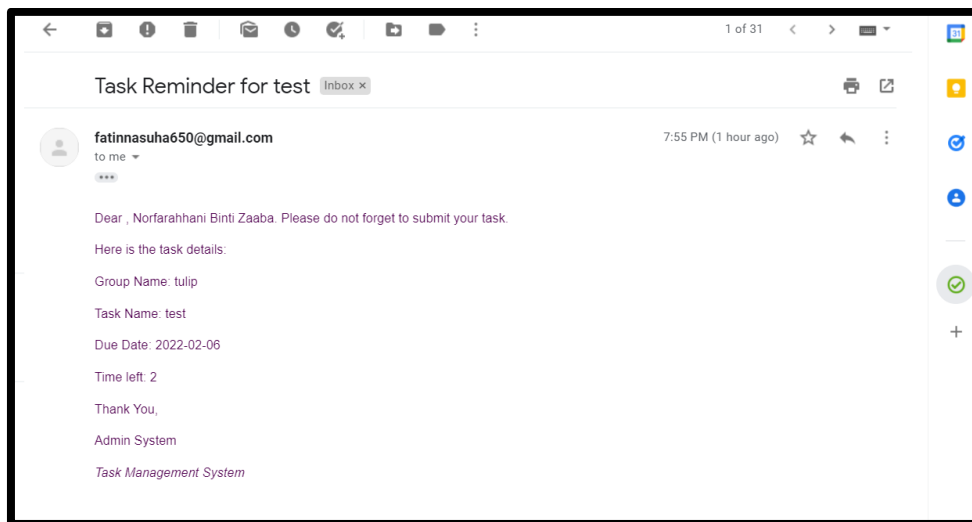 1 of 31
31
Task Reminder for test Inbox ×
fatinnasuha650@gmail.com 7:55 PM (1 hour ago)
to me
Dear , Norfarahhani Binti Zaaba. Please do not forget to submit your task.
Here is the task details:
Group Name: tulip
Task Name: test
Due Date: 2022-02-06
Time left: 2
Thank You,
Admin System
Task Management System